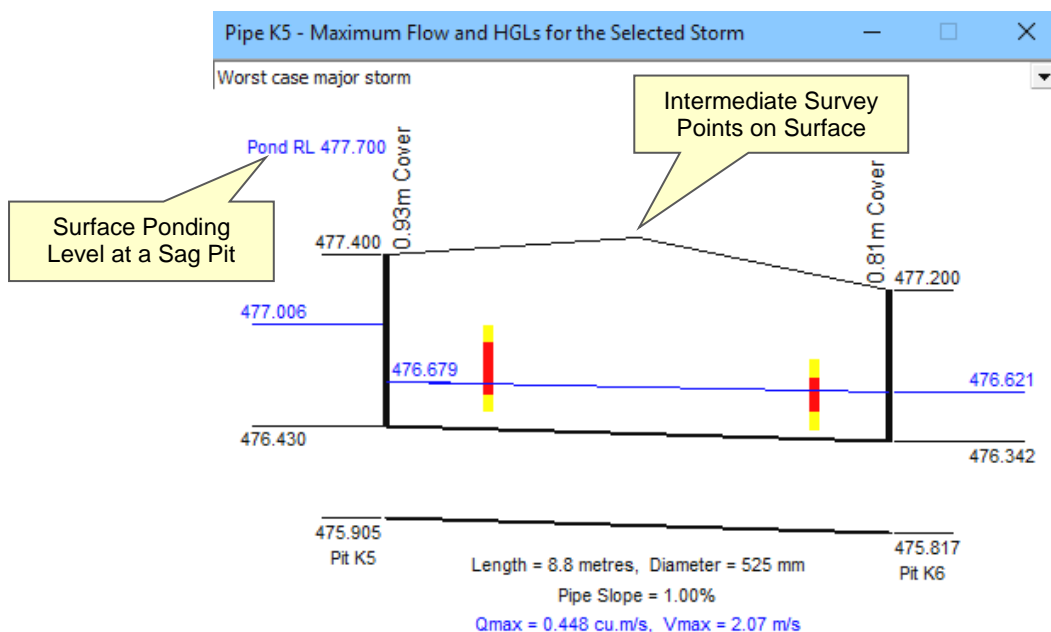 Pipe K5 - Maximum Flow and HGLs for the Selected Storm
Worst case major storm
Intermediate Survey
Points on Surface
Pond RL 477.700
0.93m Cover
0.81m Cover
Surface Ponding
Level at a Sag Pit
477.400
477.200
477.006
476.679
476.621
476.430
476.342
475.905
Pit K5
475.817
Pit K6
Length = 8.8 metres, Diameter = 525 mm
Pipe Slope = 1.00%
Qmax = 0.448 cu.m/s, Vmax = 2.07 m/s